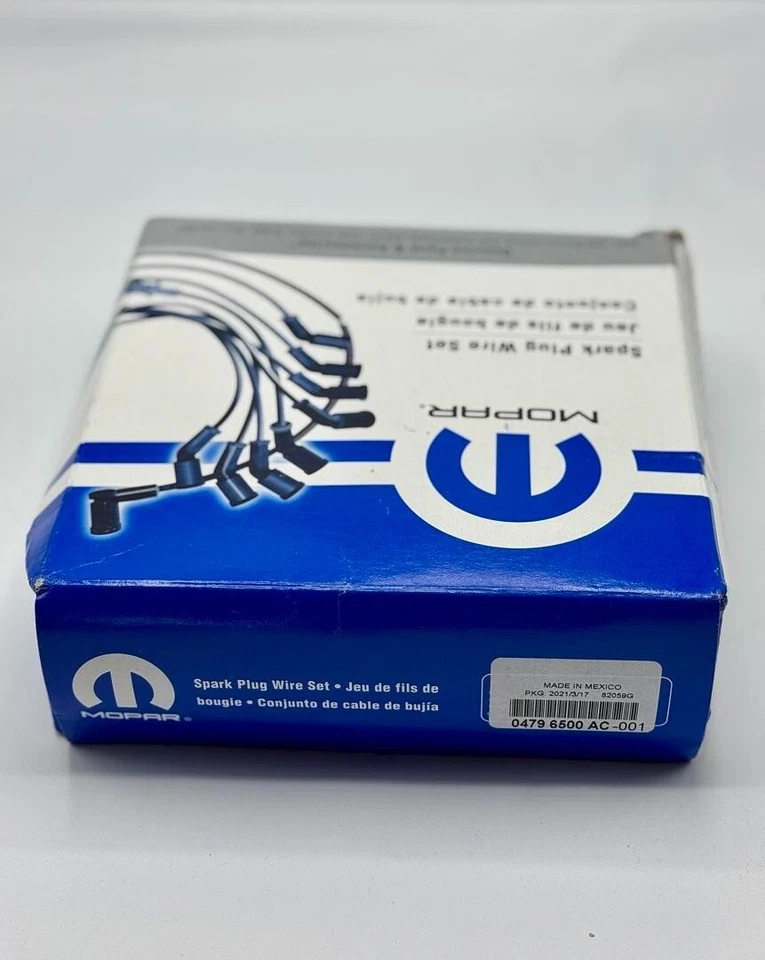 Conjunto de cable de bujía
Jeu de fils de bougie
Spark Plug Wire Set
MOPAR.
MOPAR®
Spark Plug Wire Set • Jeu de fils de
bougie • Conjunto de cable de bujía
MADE IN MEXICO
PKG. 2021/3/17 82059G
0479 6500 AC-001